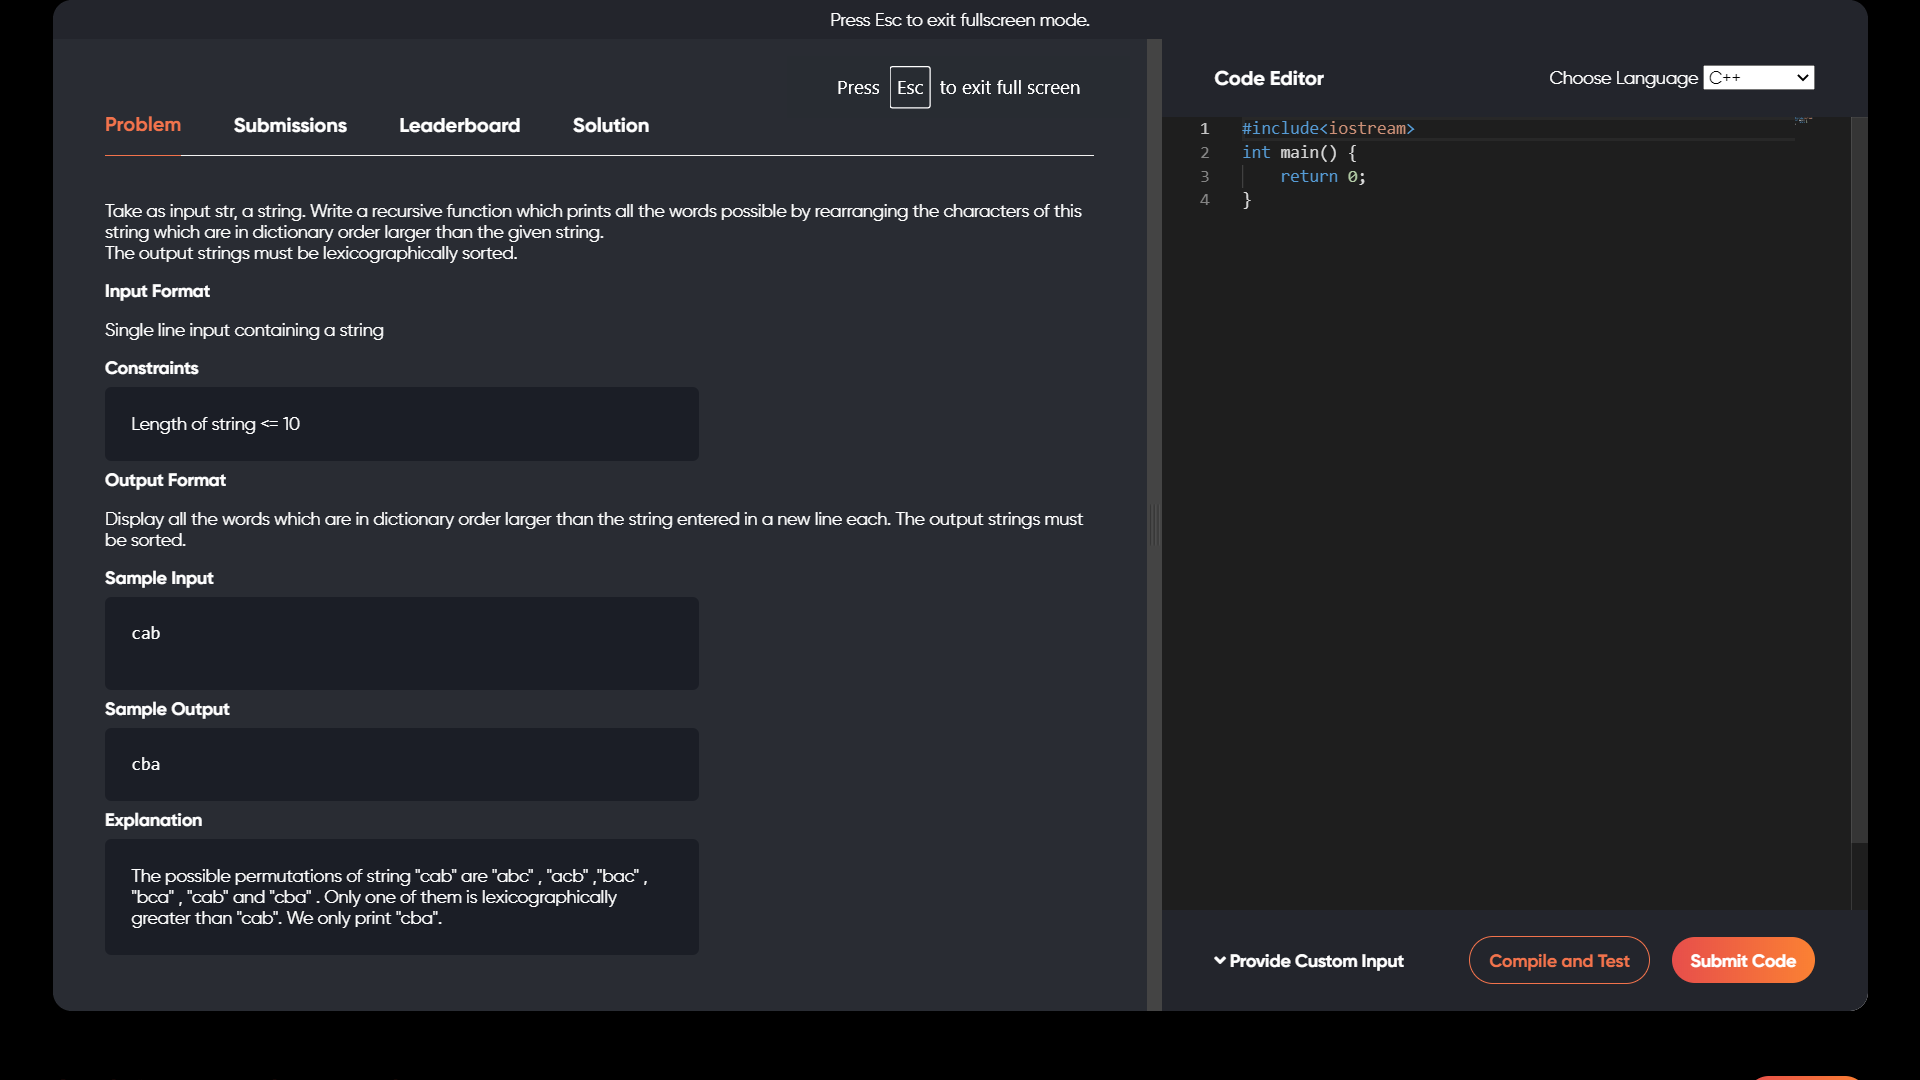 Press Esc to exit fullscreen mode.
Press Esc to exit full screen
Problem Submissions Leaderboard Solution
Take as input str, a string. Write a recursive function which prints all the words possible by rearranging the characters of this
string which are in dictionary order larger than the given string.
The output strings must be lexicographically sorted.
Input Format
Single line input containing a string
Constraints
Length of string <= 10
Output Format
Display all the words which are in dictionary order larger than the string entered in a new line each. The output strings must
be sorted.
Sample Input
cab
Sample Output
cba
Explanation
The possible permutations of string "cab" are "abc" , "acb" ,"bac" ,
"bca" , "cab" and "cba" . Only one of them is lexicographically
greater than "cab". We only print "cba".
Code Editor
Choose Language C++
1 #include<iostream>
2 int main() {
3     return 0;
4 }
Provide Custom Input
Compile and Test
Submit Code